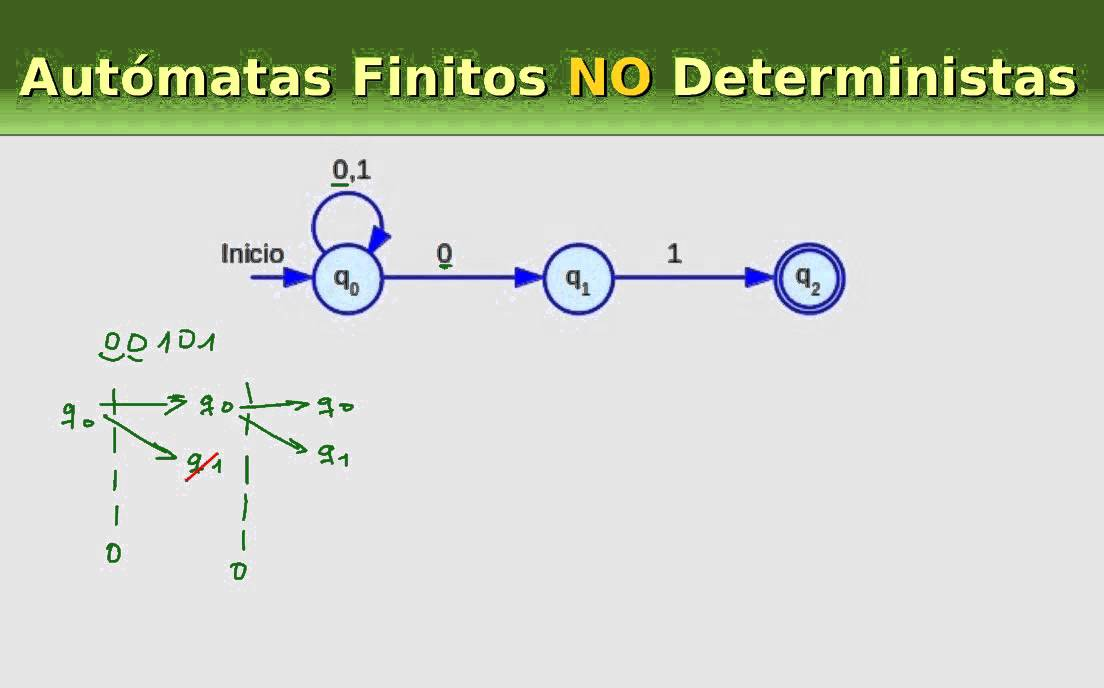 Autómatas Finitos NO Deterministas
0,1
Inicio
0
1
q0
q1
q2
00101
q0
q0
q0
q1
q1
0
0